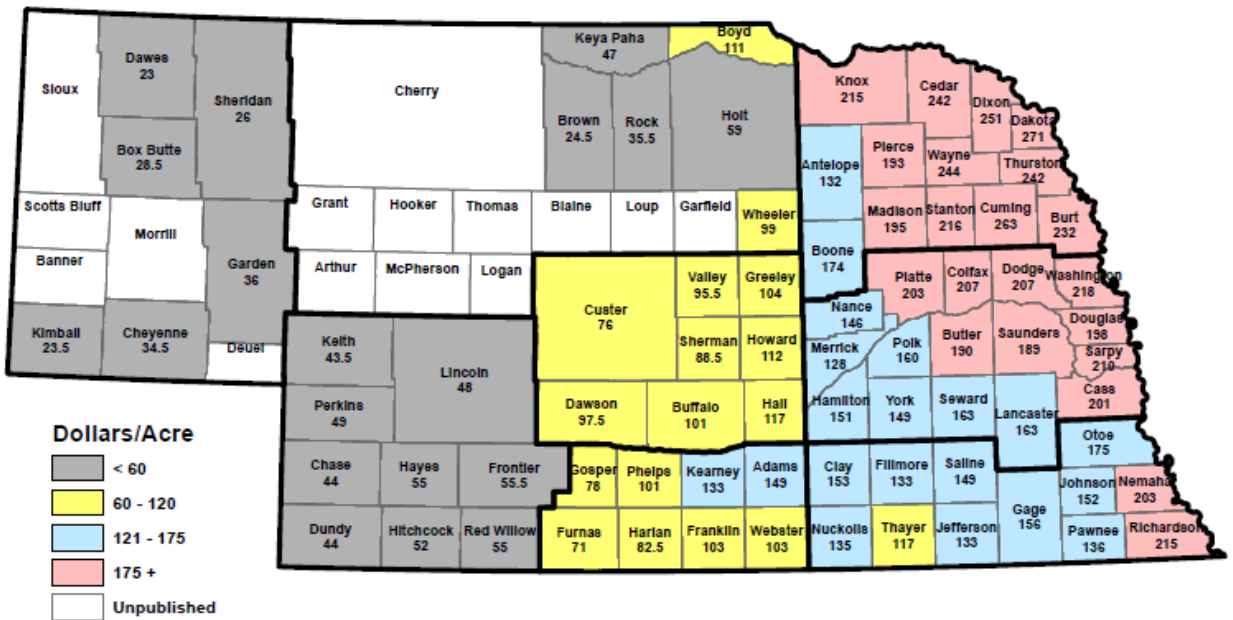 Sioux
Dawes
23
Sheridan
26
Box Butte
28.5
Scotts Bluff
Morrill
Banner
Garden
36
Kimball
23.5
Cheyenne
34.5
Deuel
Cherry
Keya Paha
47
Boyd
111
Brown
24.5
Rock
35.5
Holt
59
Grant
Hooker
Thomas
Blaine
Loup
Garfield
Wheeler
99
Arthur
McPherson
Logan
Knox
215
Cedar
242
Dixon
251
Dakota
271
Antelope
132
Pierce
193
Wayne
244
Thurston
242
Madison
195
Stanton
216
Cuming
263
Burt
232
Boone
174
Custer
76
Valley
95.5
Greeley
104
Sherman
88.5
Howard
112
Dawson
97.5
Buffalo
101
Hall
117
Platte
203
Colfax
207
Dodge
207
Washington
218
Nance
146
Merrick
128
Polk
160
Butler
190
Saunders
189
Douglas
198
Sarpy
210
Cass
201
Hamilton
151
York
149
Seward
163
Lancaster
163
Keith
43.5
Lincoln
48
Perkins
49
Chase
44
Hayes
55
Frontier
55.5
Dundy
44
Hitchcock
52
Red Willow
55
Gosper
78
Phelps
101
Kearney
133
Adams
149
Furnas
71
Harlan
82.5
Franklin
103
Webster
103
Clay
153
Fillmore
133
Saline
149
Nuckolls
135
Thayer
117
Jefferson
133
Gage
156
Otoe
175
Johnson
152
Nemaha
203
Pawnee
136
Richardson
215
Dollars/Acre
< 60
60 - 120
121 - 175
175 +
Unpublished